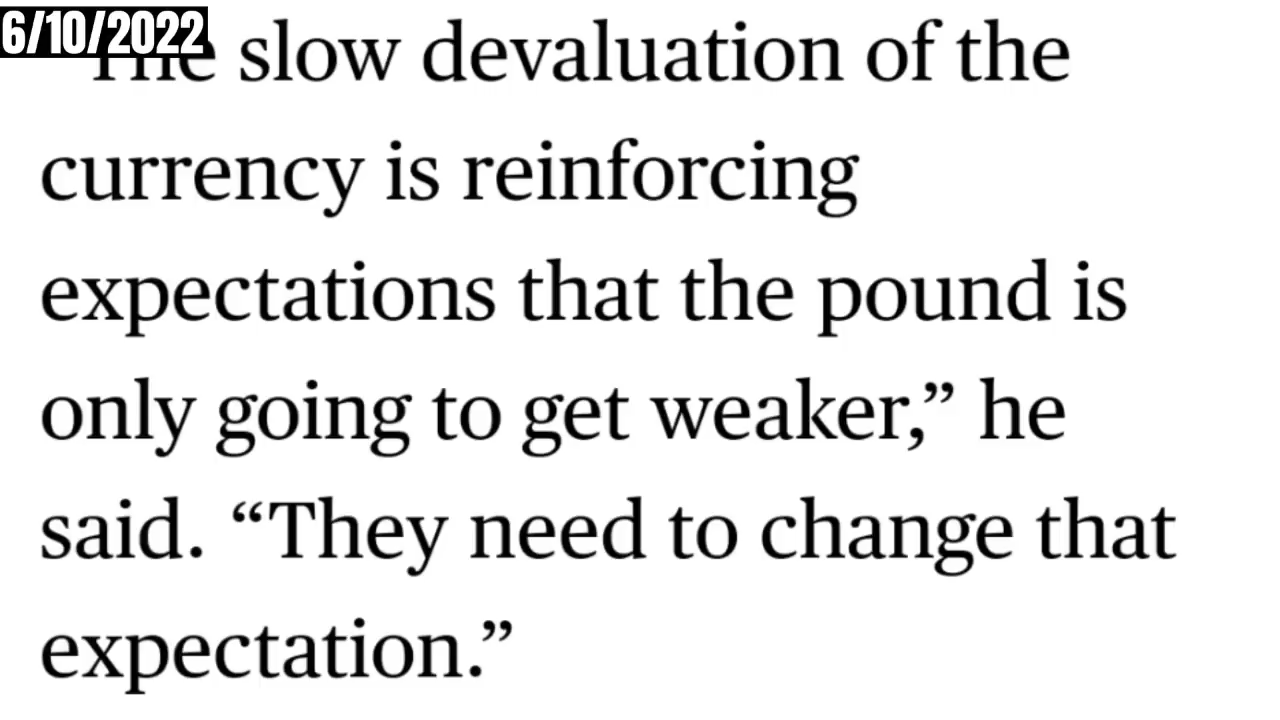 6/10/2022
The slow devaluation of the
currency is reinforcing
expectations that the pound is
only going to get weaker,” he
said. “They need to change that
expectation.”